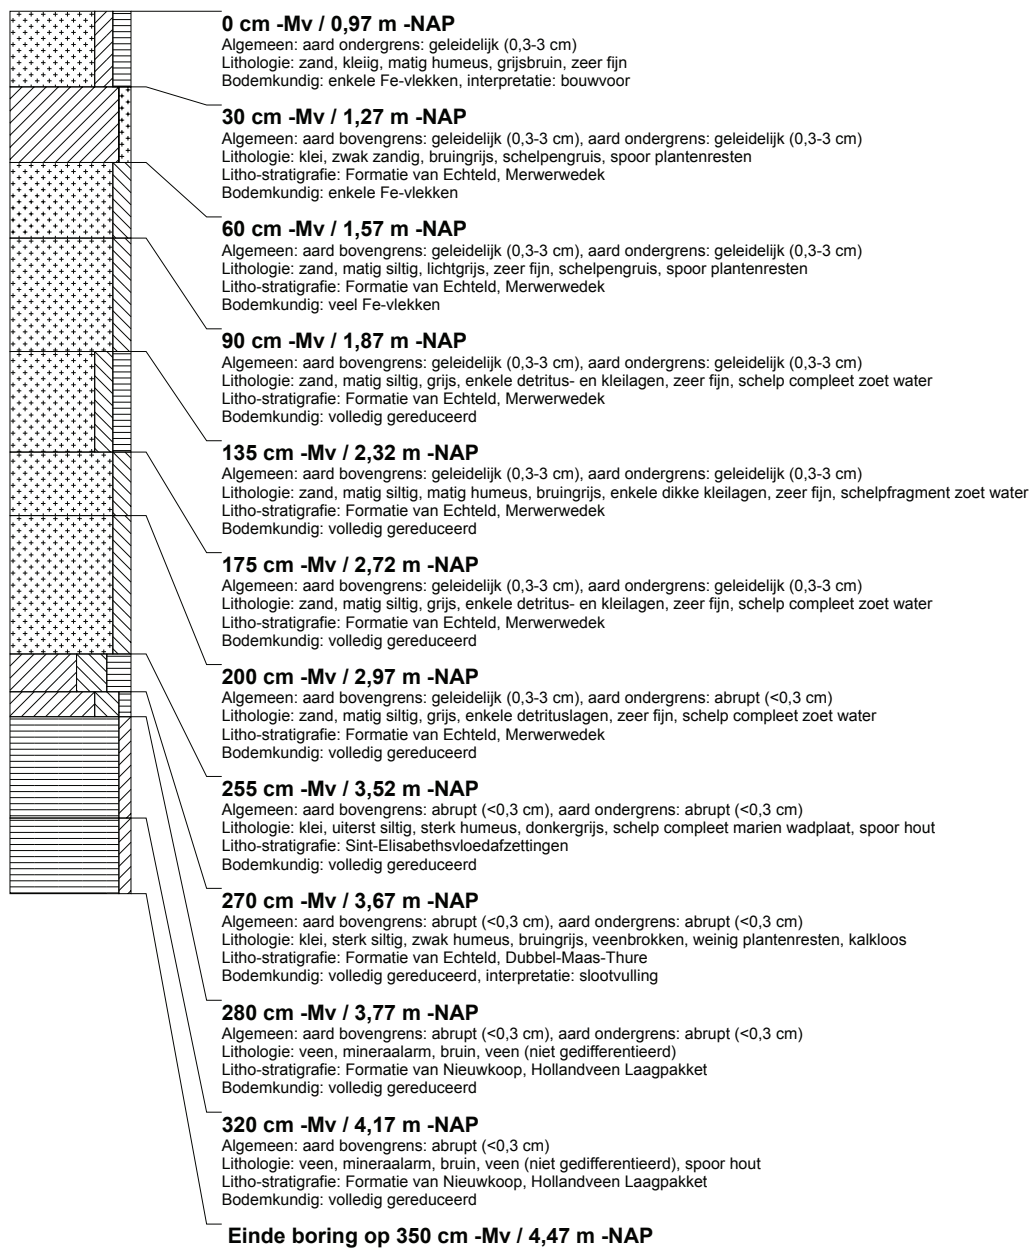 0 cm -Mv / 0,97 m -NAP
Algemeen: aard ondergrens: geleidelijk (0,3-3 cm)
Lithologie: zand, kleiig, matig humeus, grijsbruin, zeer fijn
Bodemkundig: enkele Fe-vlekken, interpretatie: bouwvoor
30 cm -Mv / 1,27 m -NAP
Algemeen: aard bovengrens: geleidelijk (0,3-3 cm), aard ondergrens: geleidelijk (0,3-3 cm)
Lithologie: klei, zwak zandig, bruingrijs, schelpengruis, spoor plantenresten
Litho-stratigrafie: Formatie van Echteld, Merwerwedek
Bodemkundig: enkele Fe-vlekken
60 cm -Mv / 1,57 m -NAP
Algemeen: aard bovengrens: geleidelijk (0,3-3 cm), aard ondergrens: geleidelijk (0,3-3 cm)
Lithologie: zand, matig siltig, lichtgrijs, zeer fijn, schelpengruis, spoor plantenresten
Litho-stratigrafie: Formatie van Echteld, Merwerwedek
Bodemkundig: veel Fe-vlekken
90 cm -Mv / 1,87 m -NAP
Algemeen: aard bovengrens: geleidelijk (0,3-3 cm), aard ondergrens: geleidelijk (0,3-3 cm)
Lithologie: zand, matig siltig, grijs, enkele detritus- en kleilagen, zeer fijn, schelp compleet zoet water
Litho-stratigrafie: Formatie van Echteld, Merwerwedek
Bodemkundig: volledig gereduceerd
135 cm -Mv / 2,32 m -NAP
Algemeen: aard bovengrens: geleidelijk (0,3-3 cm), aard ondergrens: geleidelijk (0,3-3 cm)
Lithologie: zand, matig siltig, matig humeus, bruingrijs, enkele dikke kleilagen, zeer fijn, schelpfragment zoet water
Litho-stratigrafie: Formatie van Echteld, Merwerwedek
Bodemkundig: volledig gereduceerd
175 cm -Mv / 2,72 m -NAP
Algemeen: aard bovengrens: geleidelijk (0,3-3 cm), aard ondergrens: geleidelijk (0,3-3 cm)
Lithologie: zand, matig siltig, grijs, enkele detritus- en kleilagen, zeer fijn, schelp compleet zoet water
Litho-stratigrafie: Formatie van Echteld, Merwerwedek
Bodemkundig: volledig gereduceerd
200 cm -Mv / 2,97 m -NAP
Algemeen: aard bovengrens: geleidelijk (0,3-3 cm), aard ondergrens: abrupt (<0,3 cm)
Lithologie: zand, matig siltig, grijs, enkele detrituslagen, zeer fijn, schelp compleet zoet water
Litho-stratigrafie: Formatie van Echteld, Merwerwedek
Bodemkundig: volledig gereduceerd
255 cm -Mv / 3,52 m -NAP
Algemeen: aard bovengrens: abrupt (<0,3 cm), aard ondergrens: abrupt (<0,3 cm)
Lithologie: klei, uiterst siltig, sterk humeus, donkergrijs, schelp compleet marien wadplaat, spoor hout
Litho-stratigrafie: Sint-Elisabethsvloedafzettingen
Bodemkundig: volledig gereduceerd
270 cm -Mv / 3,67 m -NAP
Algemeen: aard bovengrens: abrupt (<0,3 cm), aard ondergrens: abrupt (<0,3 cm)
Lithologie: klei, sterk siltig, zwak humeus, bruingrijs, veenbrokken, weinig plantenresten, kalkloos
Litho-stratigrafie: Formatie van Echteld, Dubbel-Maas-Thure
Bodemkundig: volledig gereduceerd, interpretatie: slootvulling
280 cm -Mv / 3,77 m -NAP
Algemeen: aard bovengrens: abrupt (<0,3 cm), aard ondergrens: abrupt (<0,3 cm)
Lithologie: veen, mineraalarm, bruin, veen (niet gedifferentieerd)
Litho-stratigrafie: Formatie van Nieuwkoop, Hollandveen Laagpakket
Bodemkundig: volledig gereduceerd
320 cm -Mv / 4,17 m -NAP
Algemeen: aard bovengrens: abrupt (<0,3 cm)
Lithologie: veen, mineraalarm, bruin, veen (niet gedifferentieerd), spoor hout
Litho-stratigrafie: Formatie van Nieuwkoop, Hollandveen Laagpakket
Bodemkundig: volledig gereduceerd
Einde boring op 350 cm -Mv / 4,47 m -NAP